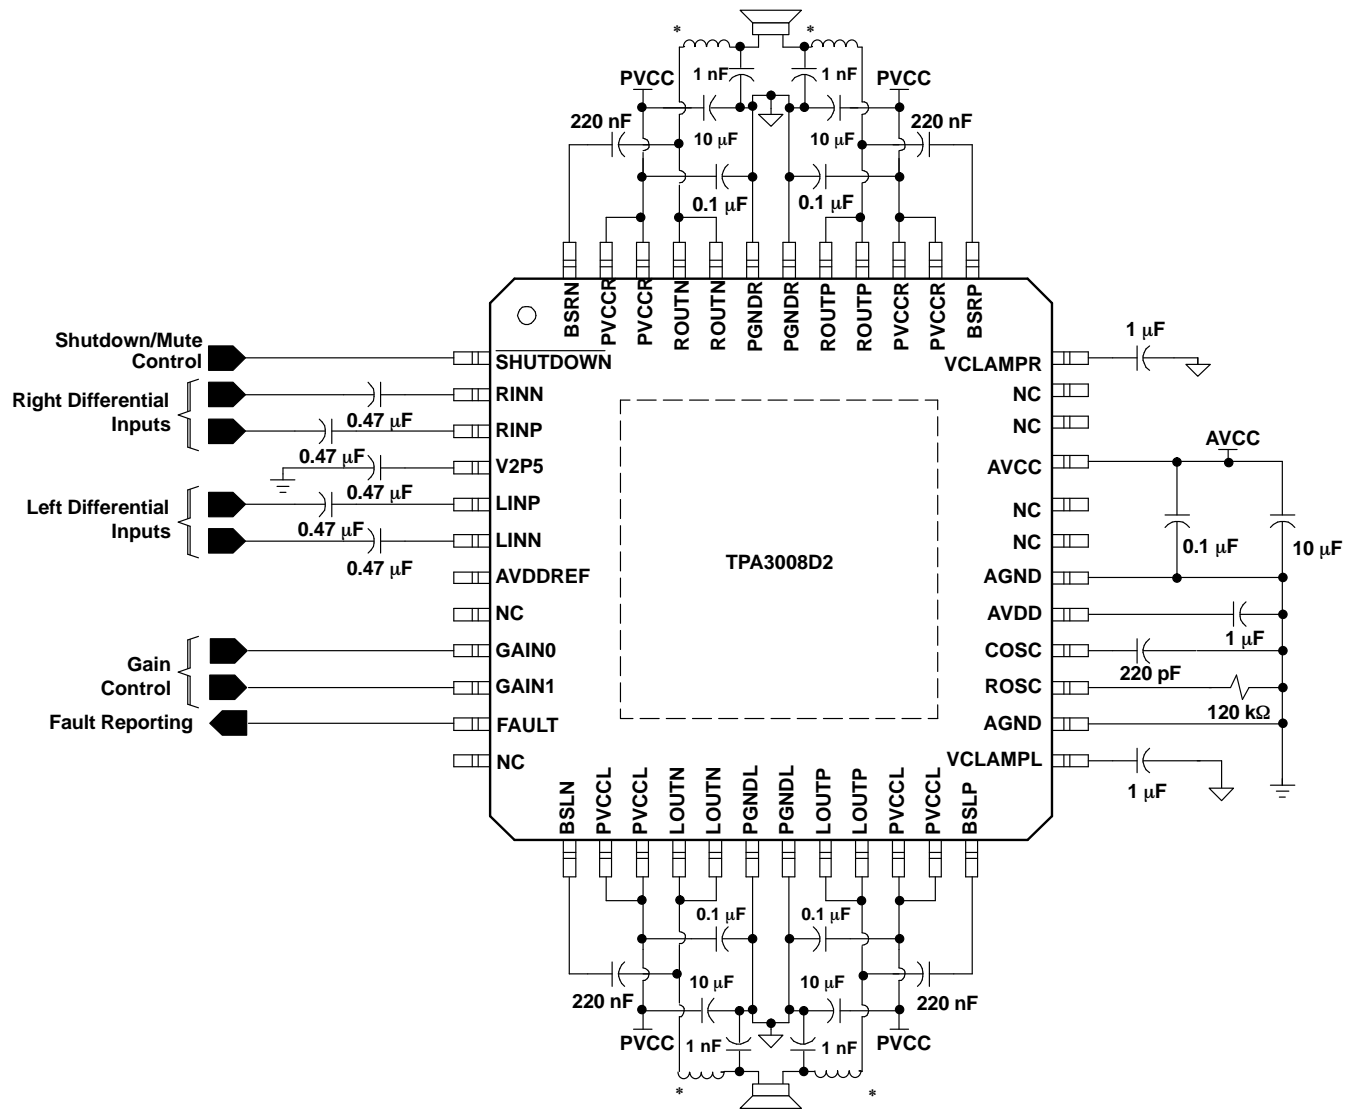 *
*
1 nF
1 nF
PVCC
PVCC
220 nF
10 µF
10 µF
220 nF
0.1 µF
0.1 µF
BSRN
PVCCR
PVCCR
ROUTN
ROUTN
PGNDR
PGNDR
ROUTP
ROUTP
PVCCR
PVCCR
BSRP
Shutdown/Mute
Control
SHUTDOWN
VCLAMPR
1 µF
Right Differential
Inputs
RINN
0.47 µF
NC
RINP
0.47 µF
NC
V2P5
0.47 µF
AVCC
AVCC
Left Differential
Inputs
LINP
0.47 µF
NC
LINN
0.47 µF
NC
0.1 µF
10 µF
TPA3008D2
AVDDREF
AGND
NC
AVDD
1 µF
Gain
Control
GAIN0
COSC
220 pF
GAIN1
ROSC
120 kΩ
Fault Reporting
FAULT
AGND
NC
VCLAMPL
1 µF
BSLN
PVCCL
PVCCL
LOUTN
LOUTN
PGNDL
PGNDL
LOUTP
LOUTP
PVCCL
PVCCL
BSLP
0.1 µF
0.1 µF
220 nF
10 µF
10 µF
220 nF
PVCC
1 nF
1 nF
PVCC
*
*